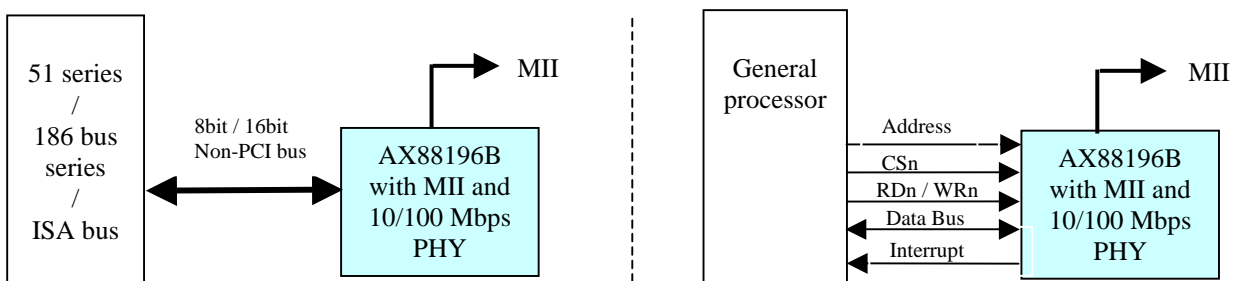 51 series
/
186 bus
series
/
ISA bus
8bit / 16bit
Non-PCI bus
MII
AX88196B
with MII and
10/100 Mbps
PHY
General
processor
Address
CSn
RDn / WRn
Data Bus
Interrupt
MII
AX88196B
with MII and
10/100 Mbps
PHY